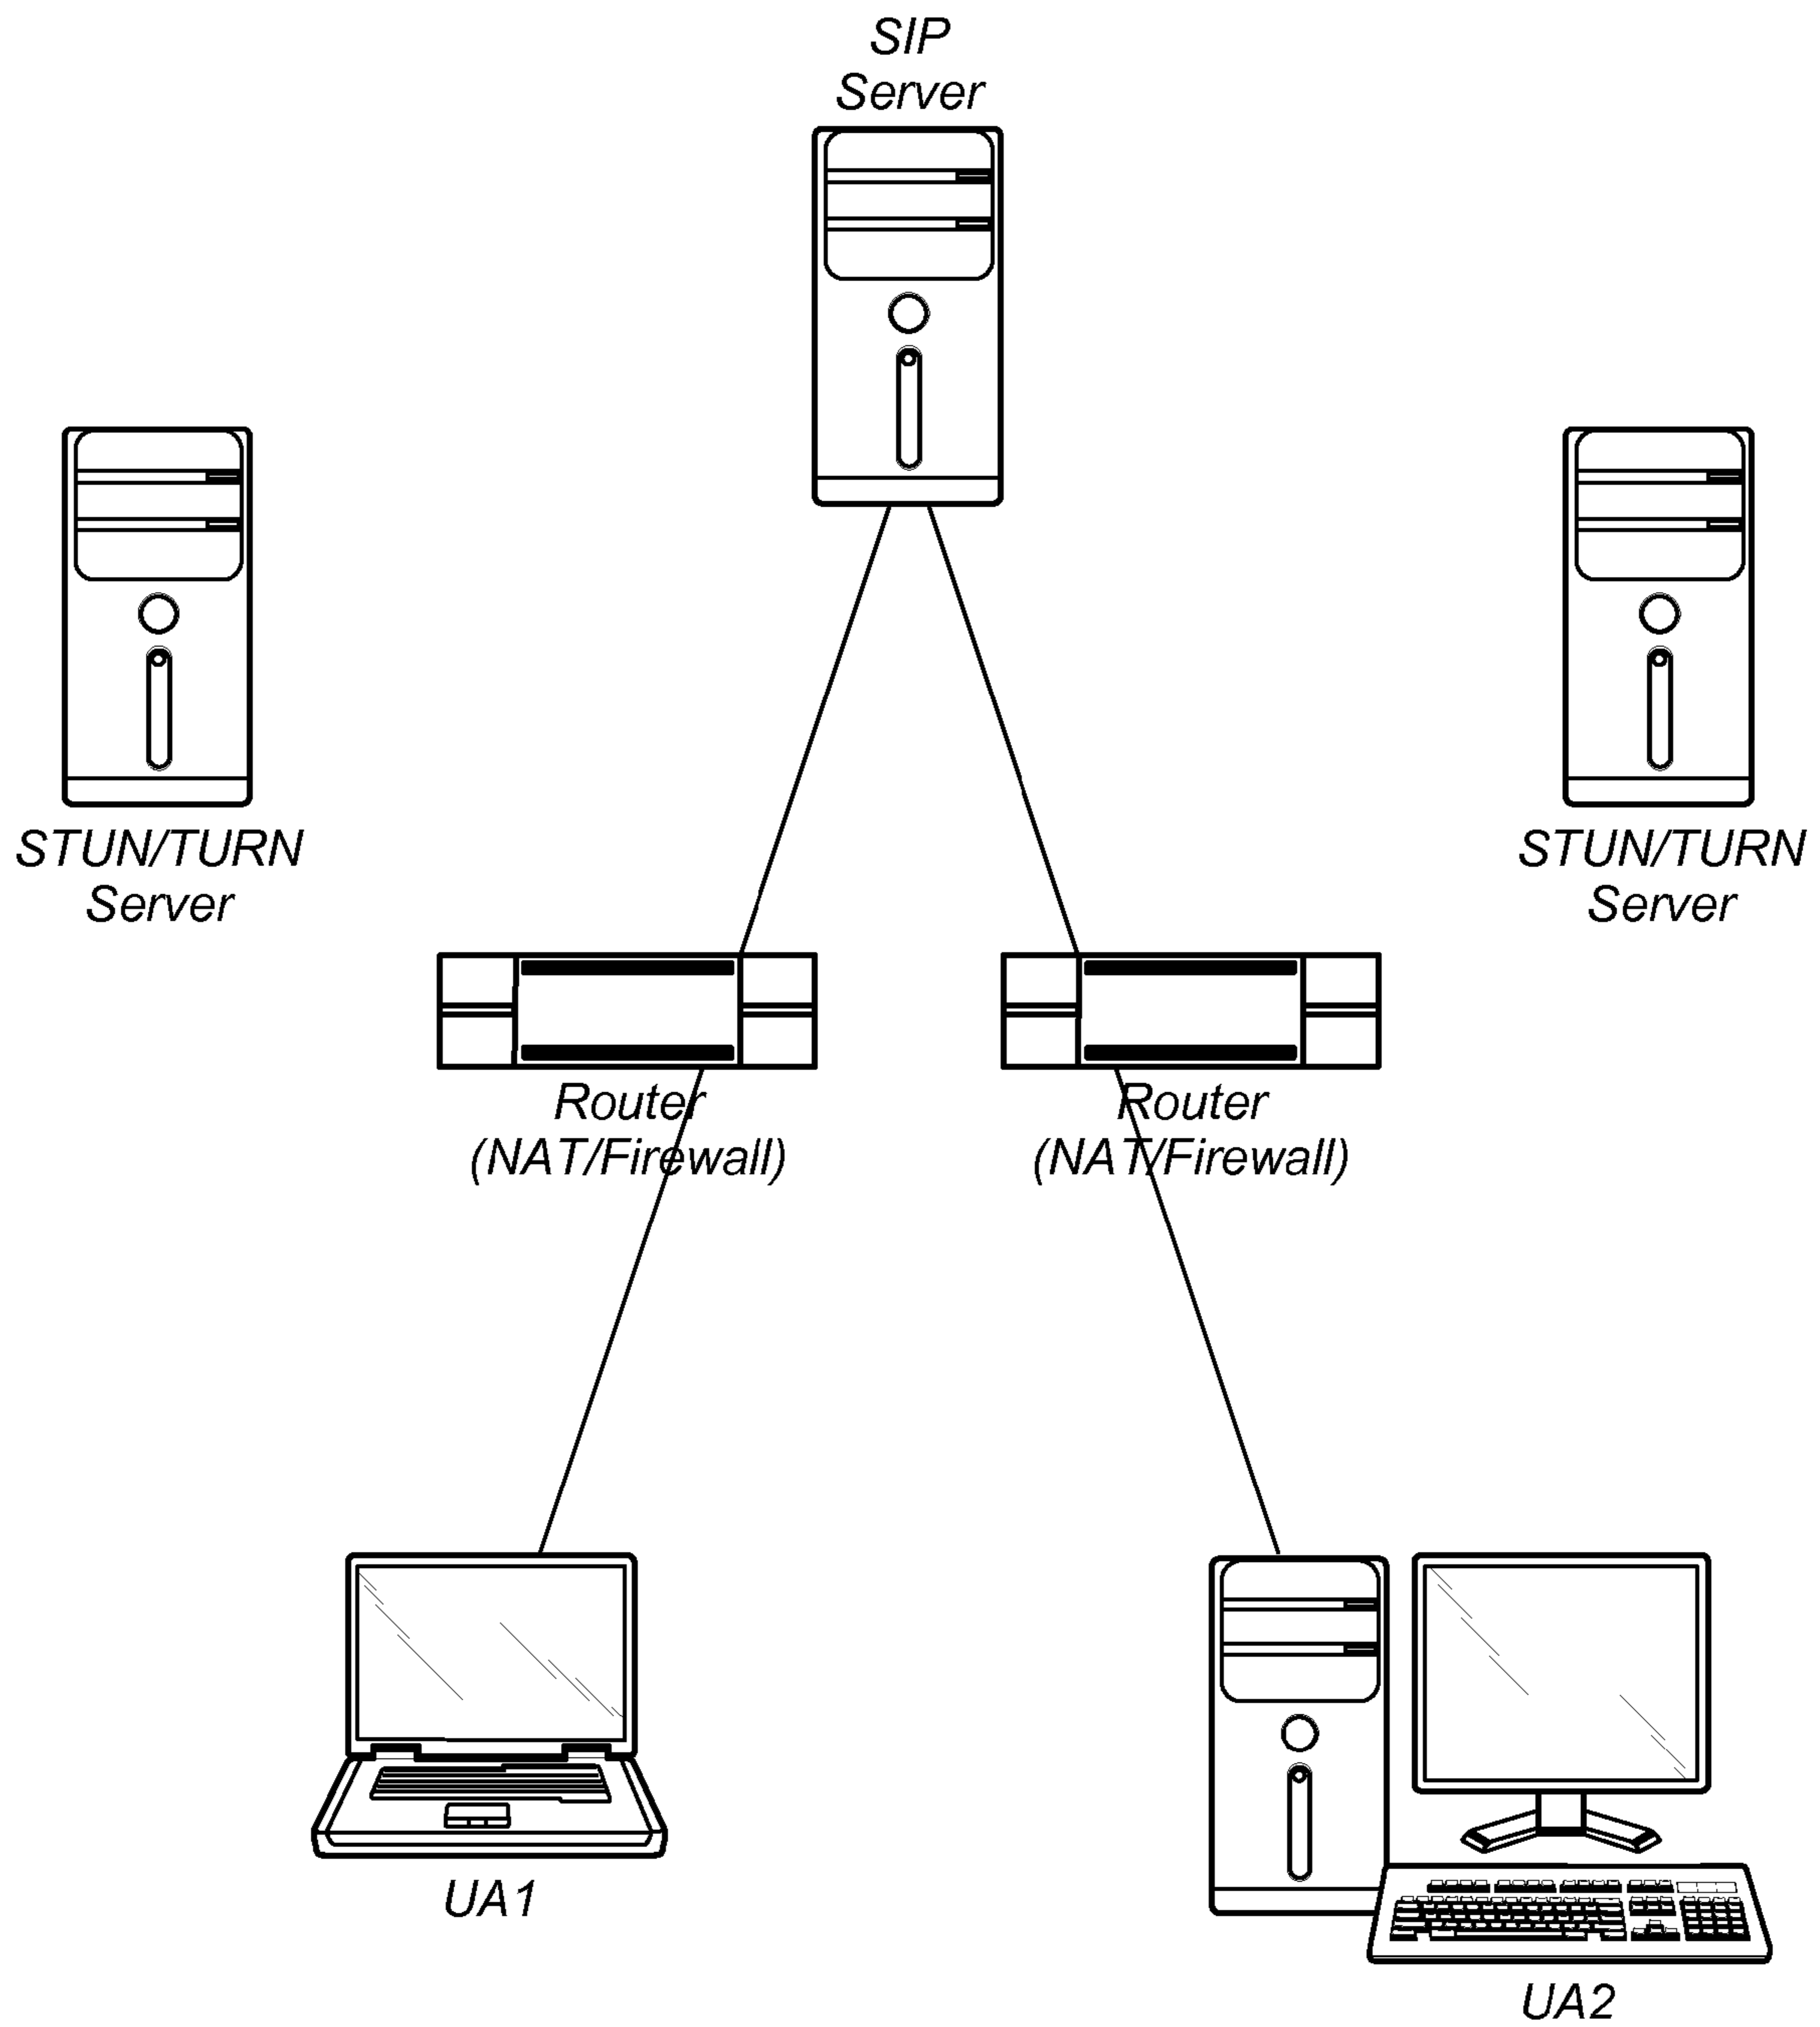 SIP
Server
STUN/TURN
Server
STUN/TURN
Server
Router
(NAT/Firewall)
Router
(NAT/Firewall)
UA1
UA2